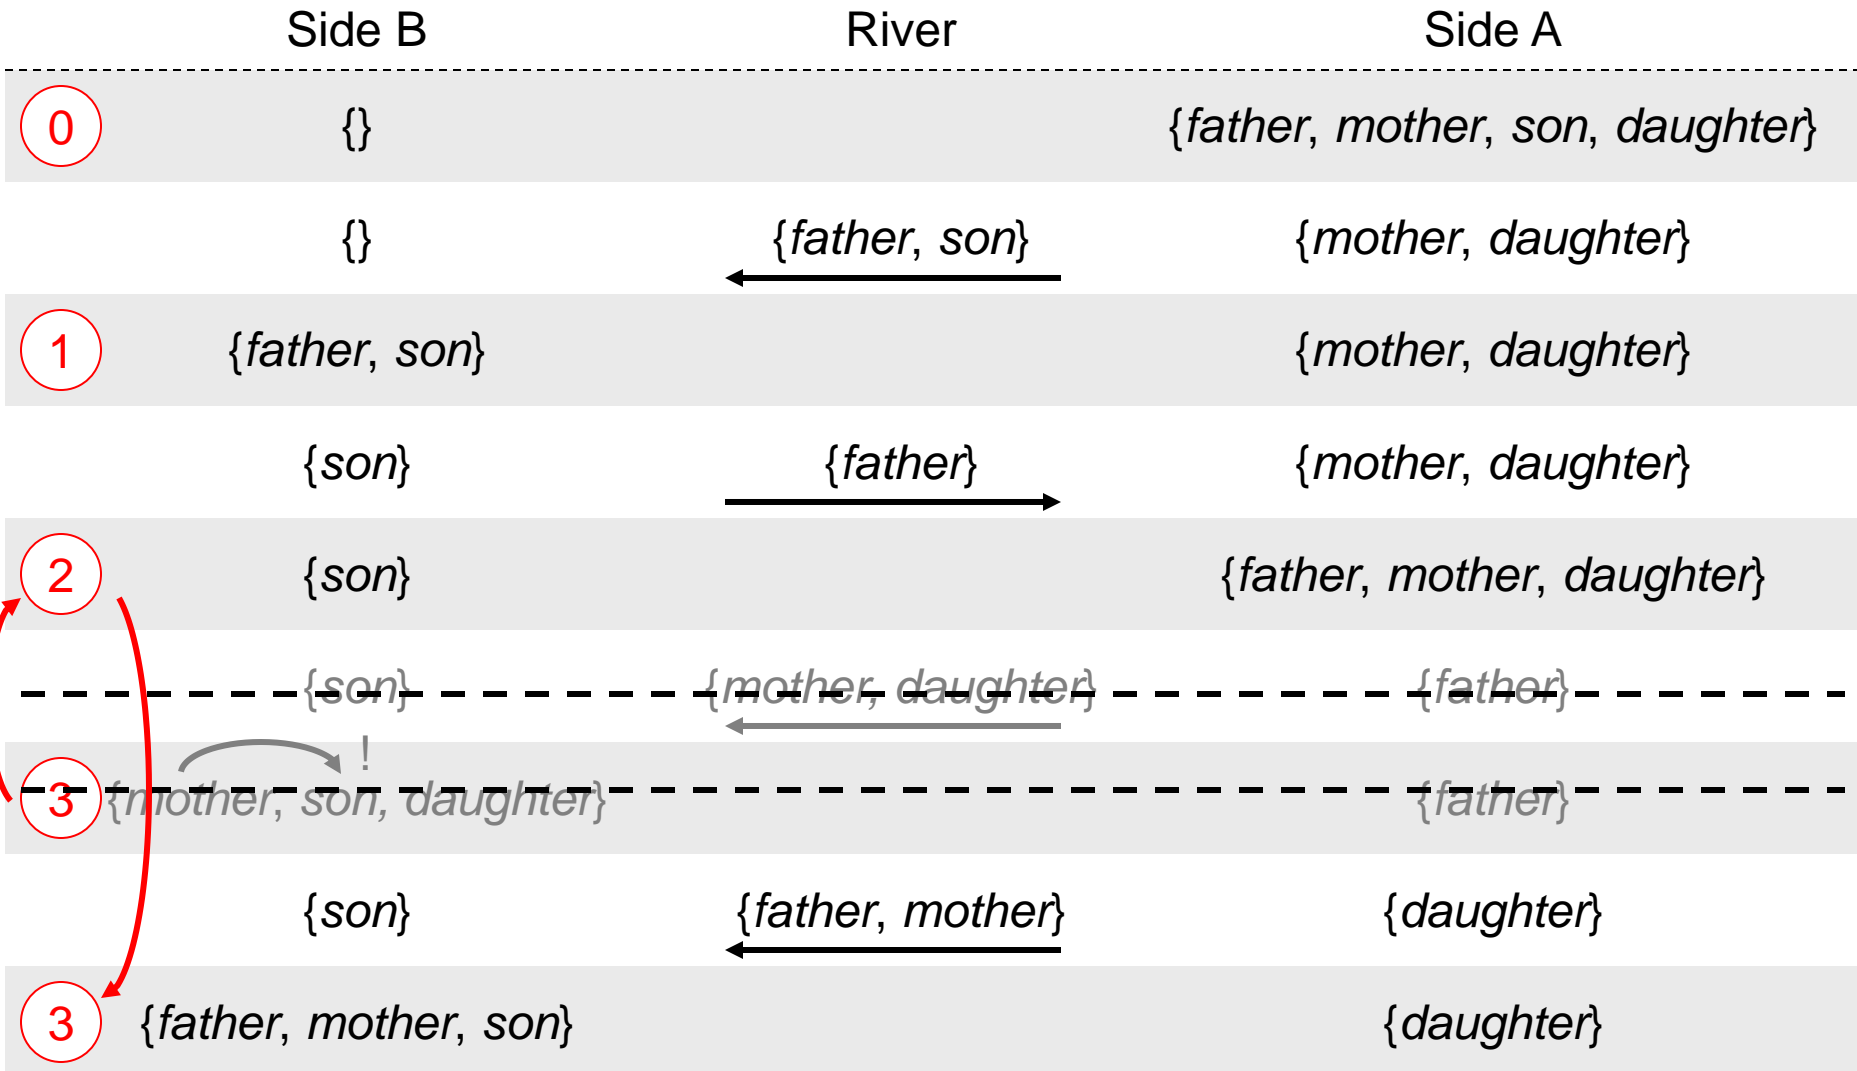 Side B River Side A
0 {} {father, mother, son, daughter}
{} {father, son} {mother, daughter}
1 {father, son} {mother, daughter}
{son} {father} {mother, daughter}
2 {son} {father, mother, daughter}
{son} {mother, daughter} {father}
!
3 {mother, son, daughter} {father}
{son} {father, mother} {daughter}
3 {father, mother, son} {daughter}